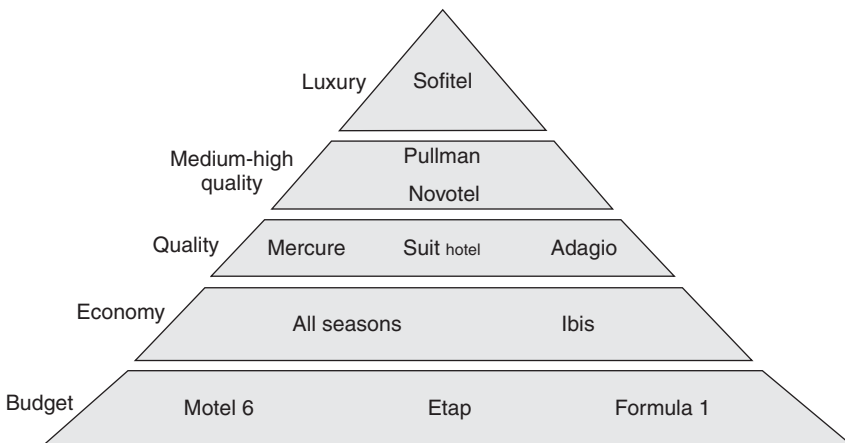 Luxury Sofitel
Medium-high
quality
Pullman
Novotel
Quality Mercure Suit hotel Adagio
Economy All seasons Ibis
Budget Motel 6 Etap Formula 1